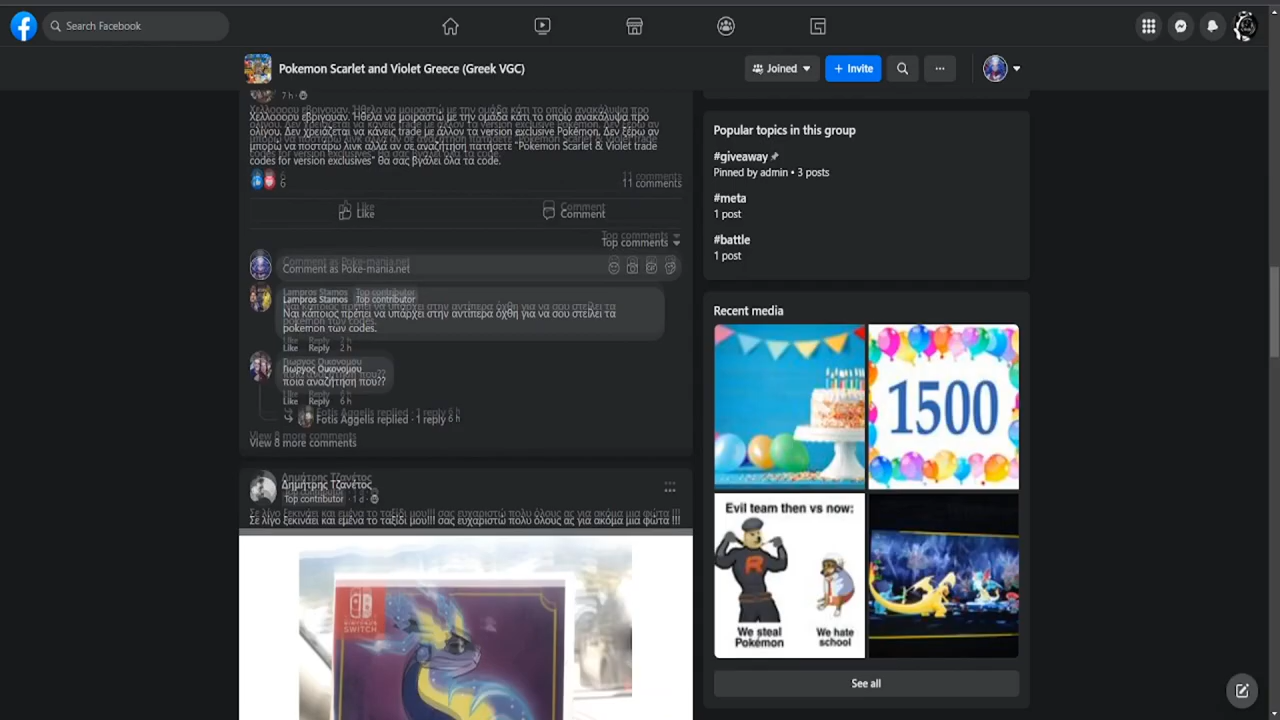 Search Facebook
Pokemon Scarlet and Violet Greece (Greek VGC)
Joined
+ Invite
7 h
Χελλοοοου εβριγουαν. Ήθελα να μοιραστώ με την ομάδα κάτι το οποίο ανακάλυψα προ
ολίγου. Δεν χρειάζεται να κάνεις trade με άλλον τα version exclusive Pokémon. Δεν ξέρω αν
μπορώ να ποστάρω λινκ αλλά αν σε αναζήτηση πατήσετε "Pokemon Scarlet & Violet trade
codes for version exclusives" θα σας βγάλει όλα τα code.
6
11 comments
Like
Comment
Top comments
Comment as Poke-mania.net
Lampros Stamos Top contributor
Ναι κάποιος πρέπει να υπάρχει στην αντίπερα όχθη για να σου στείλει τα
pokemon των codes.
Like Reply 2 h
Γιώργος Οικονόμου
ποια αναζήτηση που??
Like Reply 6 h
Fotis Aggelis replied · 1 reply 6 h
View 8 more comments
Δημήτρης Τζανέτος
Top contributor · 1 d
Σε λίγο ξεκινάει και εμένα το ταξίδι μου!!! σας ευχαριστώ πολύ όλους ας για ακόμα μια φώτα !!!
NINTENDO
SWITCH
Popular topics in this group
#giveaway
Pinned by admin • 3 posts
#meta
1 post
#battle
1 post
Recent media
1500
Evil team then vs now:
R
We steal
Pokémon
We hate
school
See all